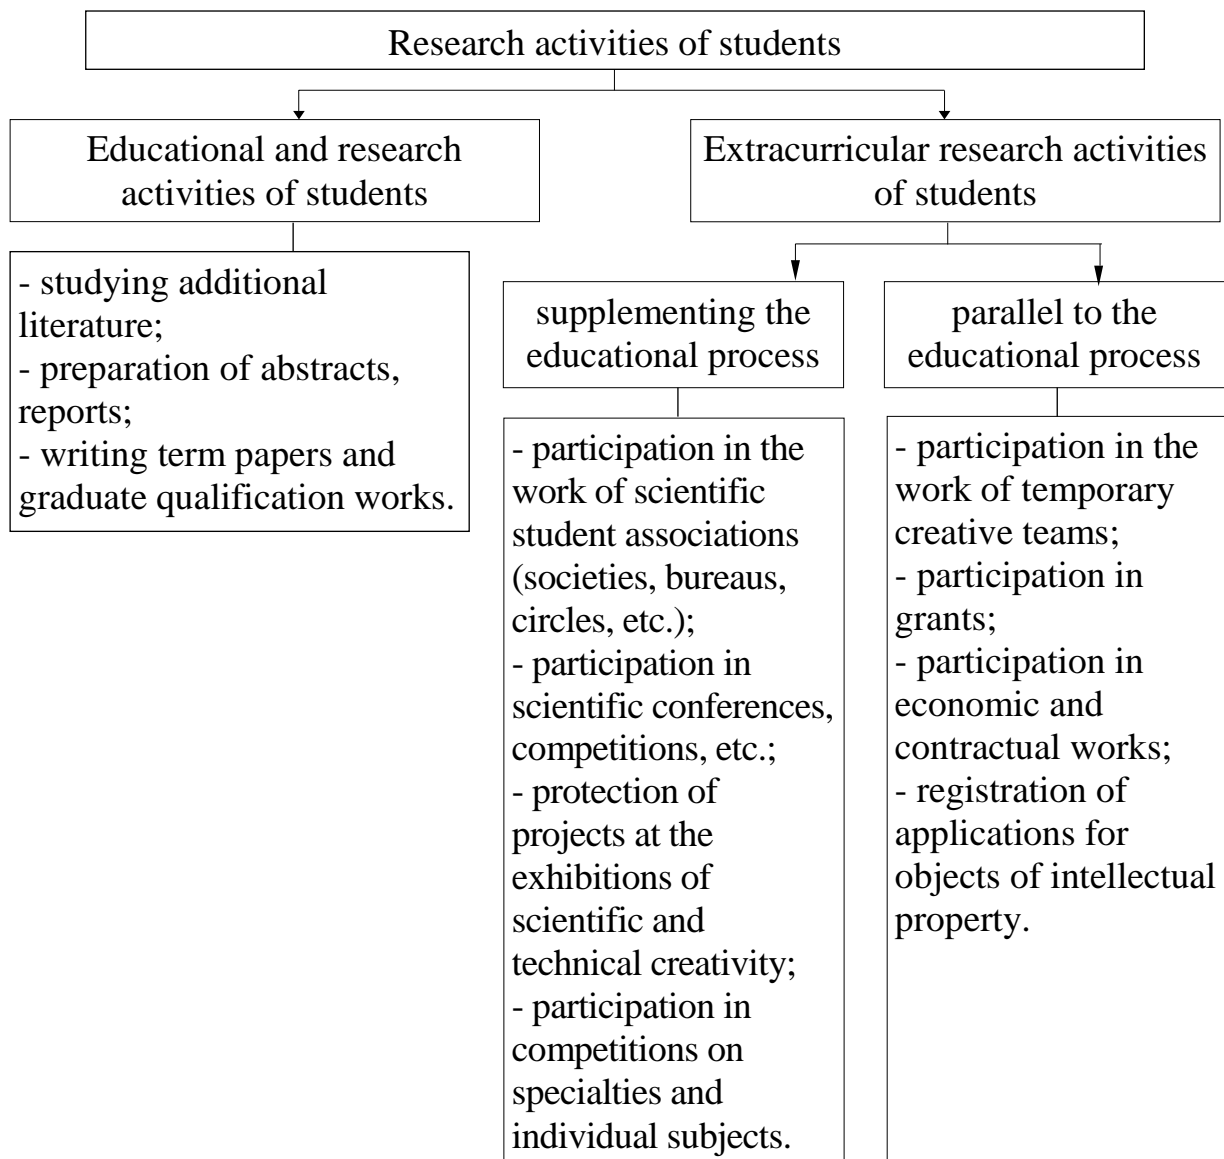 Research activities of students
Educational and research
activities of students
- studying additional
literature;
- preparation of abstracts,
reports;
- writing term papers and
graduate qualification works.
Extracurricular research activities
of students
supplementing the
educational process
- participation in the
work of scientific
student associations
(societies, bureaus,
circles, etc.);
- participation in
scientific conferences,
competitions, etc.;
- protection of
projects at the
exhibitions of
scientific and
technical creativity;
- participation in
competitions on
specialties and
individual subjects.
parallel to the
educational process
- participation in the
work of temporary
creative teams;
- participation in
grants;
- participation in
economic and
contractual works;
- registration of
applications for
objects of intellectual
property.